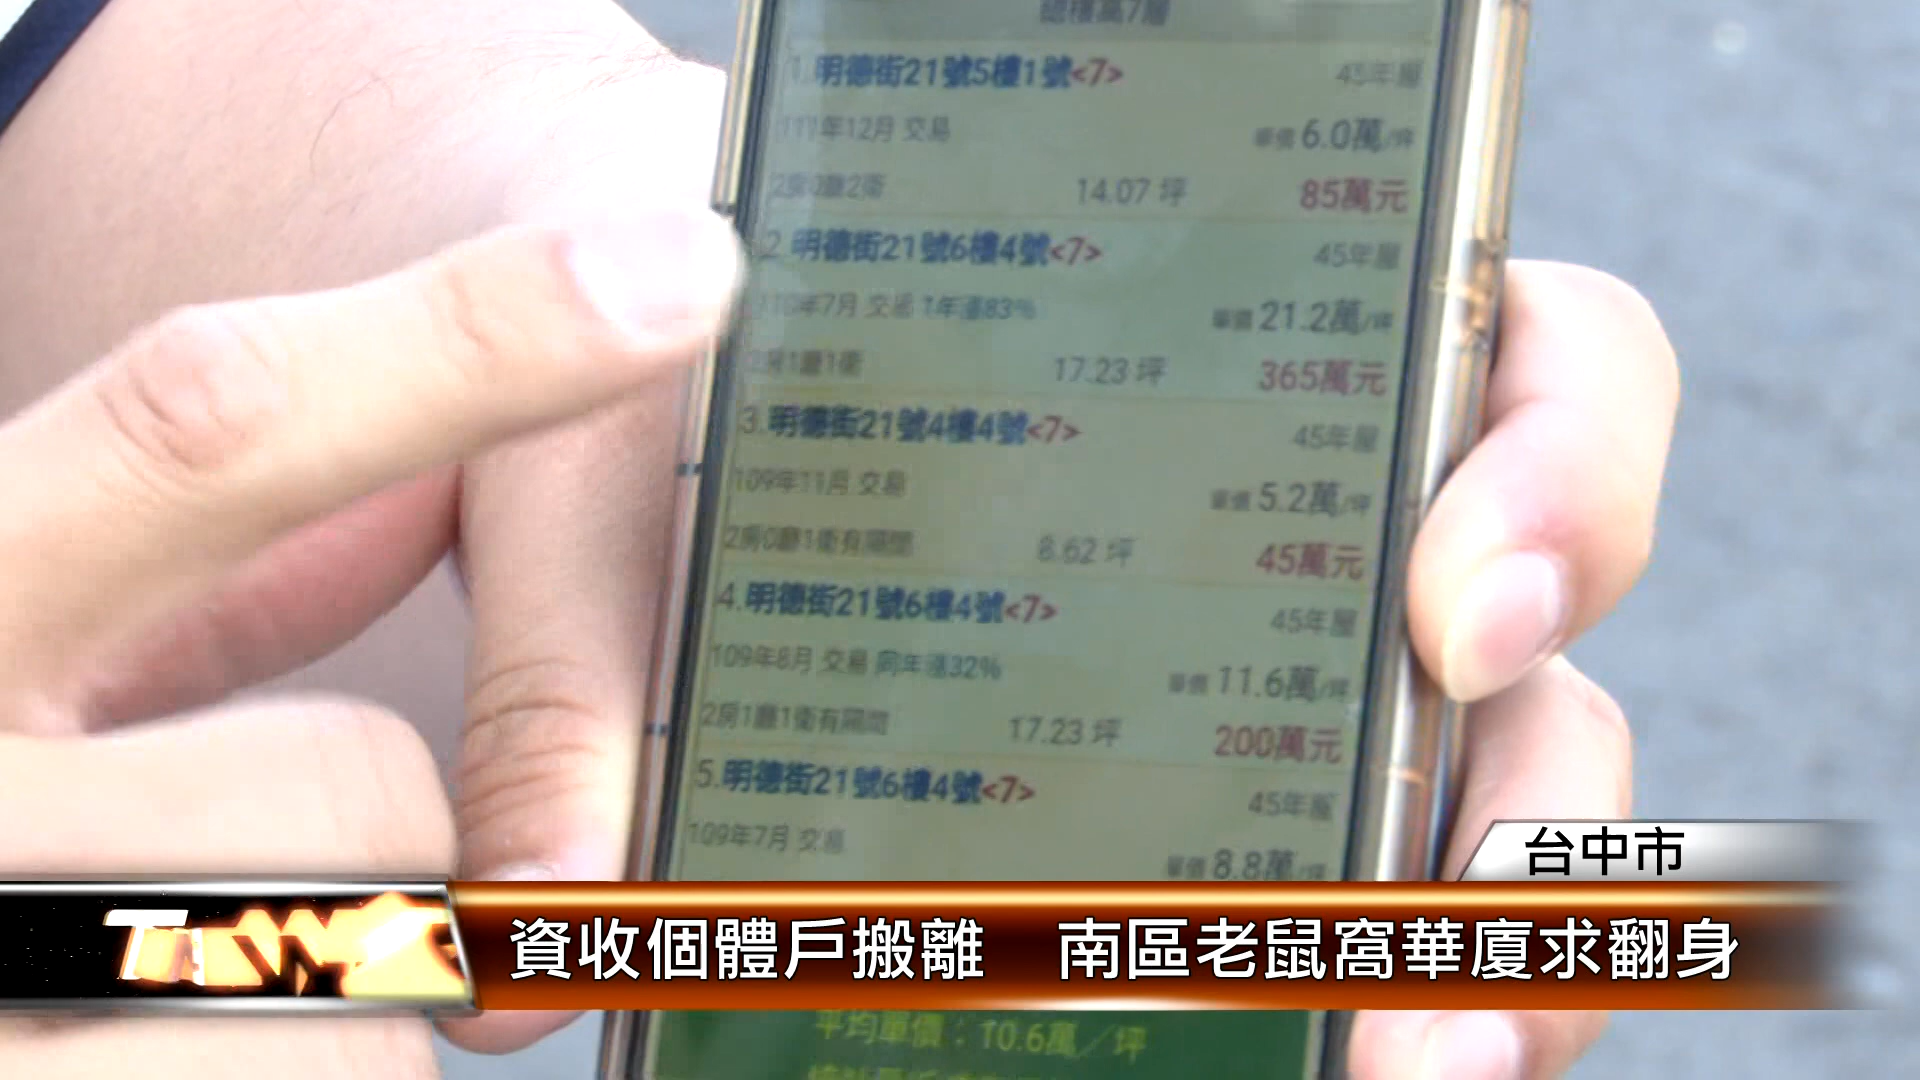 總樓高7層
1.明德街21號5樓1號<7> 45年屋
111年12月 交易 單價 6.0萬/坪
2房0廳2衛 14.07 坪 85萬元
2.明德街21號6樓4號<7> 45年屋
110年7月 交易 1年漲83% 單價 21.2萬/坪
2房1廳1衛 17.23 坪 365萬元
3.明德街21號4樓4號<7> 45年屋
109年11月 交易 單價 5.2萬/坪
2房0廳1衛有隔間 8.62 坪 45萬元
4.明德街21號6樓4號<7> 45年屋
109年8月 交易 同年漲32% 單價 11.6萬/坪
2房1廳1衛有隔間 17.23 坪 200萬元
5.明德街21號6樓4號<7> 45年屋
109年7月 交易 單價 8.8萬/坪
台中市
資收個體戶搬離 南區老鼠窩華廈求翻身
平均單價：10.6萬／坪